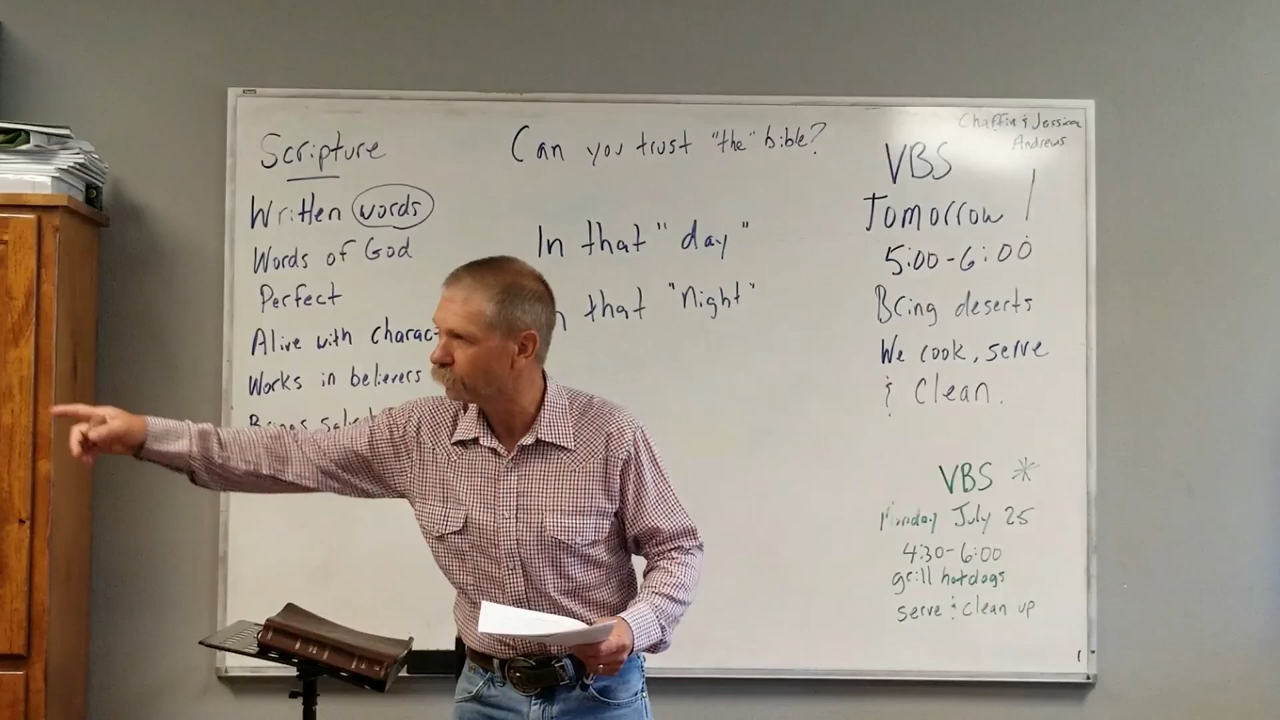 Scripture
Written words
Words of God
Perfect
Alive with charac
Works in believers
Brings
Can you trust "the" bible?
In that "day"
that "Night"
Chaffin & Jessica
Andrews
VBS
Tomorrow!
5:00-6:00
Bring deserts
We cook, serve
& Clean.
VBS *
Monday July 25
4:30-6:00
grill hotdogs
serve & Clean up